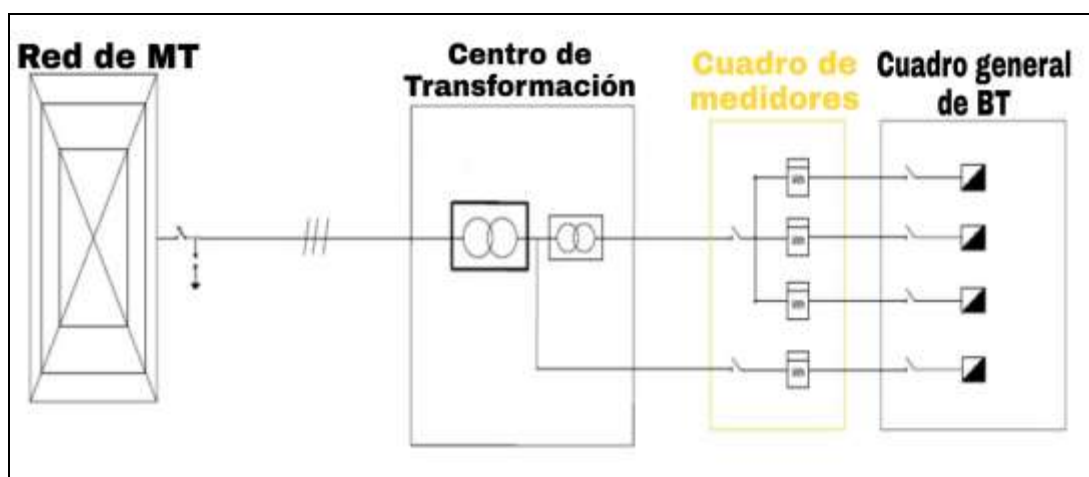 Red de MT
Centro de
Transformación
Cuadro de
medidores
Cuadro general
de BT